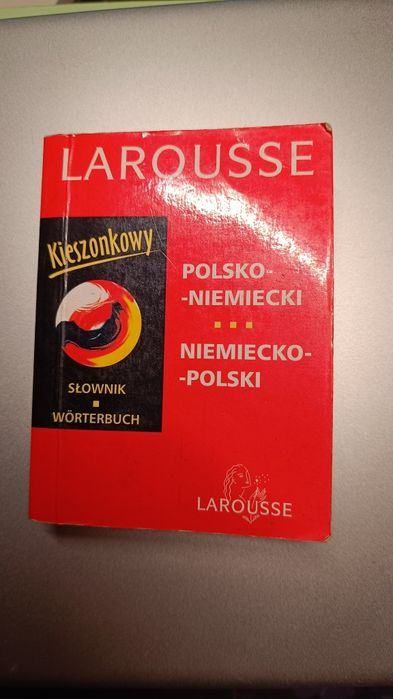 LAROUSSE
Kieszonkowy
POLSKO-
-NIEMIECKI
NIEMIECKO-
-POLSKI
SŁOWNIK
WÖRTERBUCH
LAROUSSE